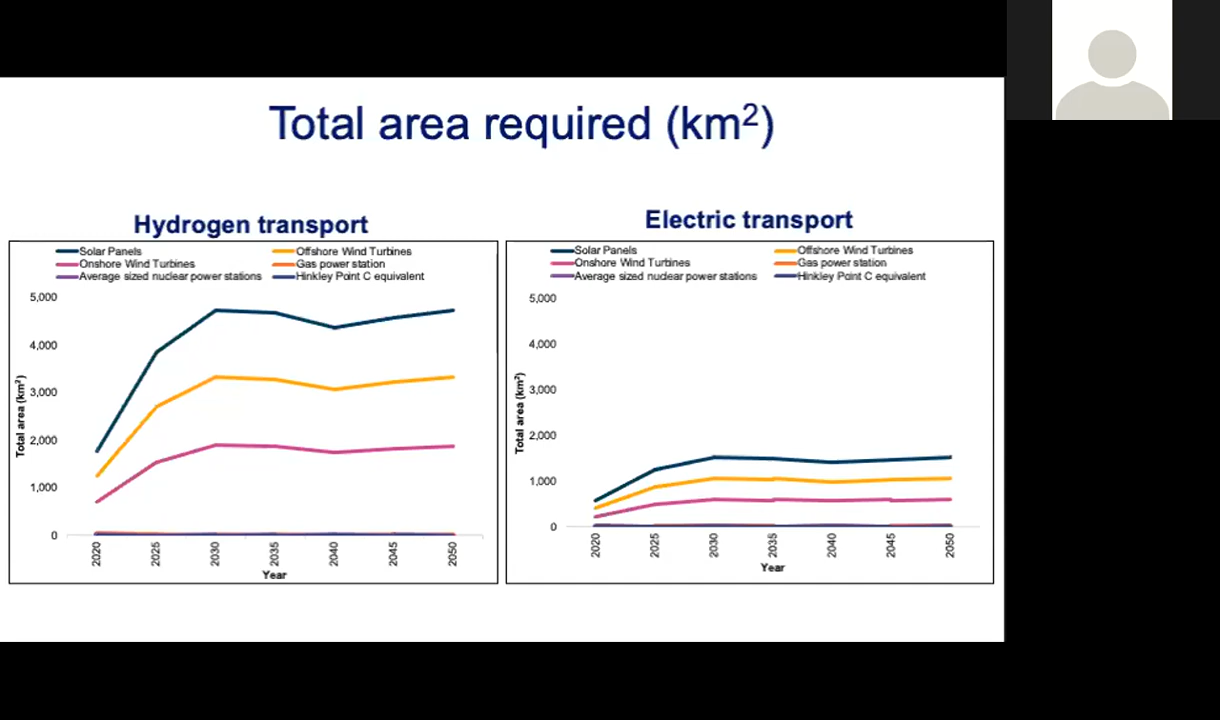 Total area required (km²)
Hydrogen transport
Solar Panels
Offshore Wind Turbines
Onshore Wind Turbines
Gas power station
Average sized nuclear power stations
Hinkley Point C equivalent
5,000
4,000
3,000
2,000
1,000
0
Total area (km²)
2020
2025
2030
2035
2040
2045
2050
Year
Electric transport
Solar Panels
Offshore Wind Turbines
Onshore Wind Turbines
Gas power station
Average sized nuclear power stations
Hinkley Point C equivalent
5,000
4,000
3,000
2,000
1,000
0
Total area (km²)
2020
2025
2030
2035
2040
2045
2050
Year